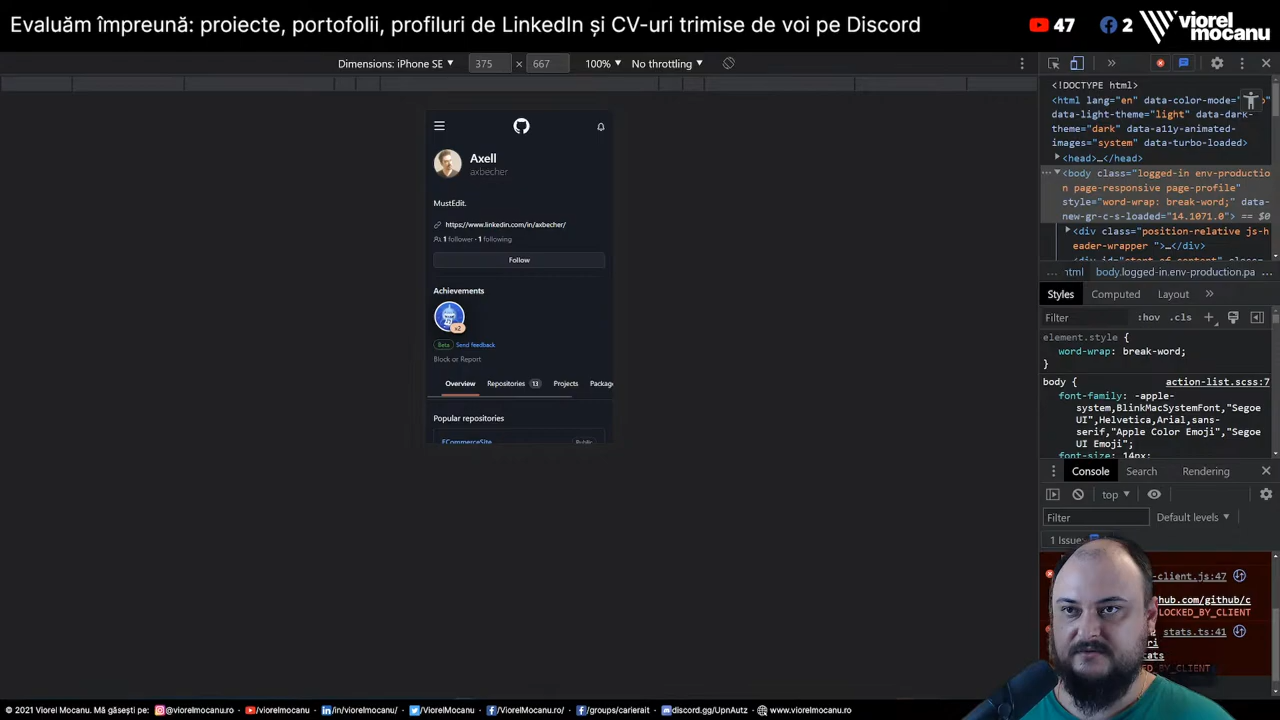 Evaluăm împreună: proiecte, portofolii, profiluri de LinkedIn și CV-uri trimise de voi pe Discord
47
2
viorel mocanu
Dimensions: iPhone SE
375 × 667
100%
No throttling
Axell
axbecher
MustEdit.
https://www.linkedin.com/in/axbecher/
1 follower · 1 following
Follow
Achievements
x2
Beta Send feedback
Block or Report
Overview Repositories 13 Projects Packag
Popular repositories
ECommerceSite Public
<!DOCTYPE html>
<html lang="en" data-color-mode=
data-light-theme="light" data-dark-
theme="dark" data-a11y-animated-
images="system" data-turbo-loaded>
<head>…</head>
<body class="logged-in env-productio
n page-responsive page-profile"
style="word-wrap: break-word;" data-
new-gr-c-s-loaded="14.1071.0"> == $0
<div class="position-relative js-h
eader-wrapper ">…</div>
… html body.logged-in.env-production.pa …
Styles Computed Layout
Filter :hov .cls
element.style {
word-wrap: break-word;
}
body { action-list.scss:7
font-family: -apple-
system,BlinkMacSystemFont,"Segoe
UI",Helvetica,Arial,sans-
serif,"Apple Color Emoji","Segoe
UI Emoji";
font-size: 14px;
Console Search Rendering
top
Filter Default levels
1 Issue:
-client.js:47
hub.com/github/c
LOCKED_BY_CLIENT
stats.ts:41
© 2021 Viorel Mocanu. Mă găsești pe: @viorelmocanu.ro | /viorelmocanu | /in/viorelmocanu/ | /ViorelMocanu | /ViorelMocanu.ro/ | /groups/carierait | discord.gg/UpnAutz | www.viorelmocanu.ro